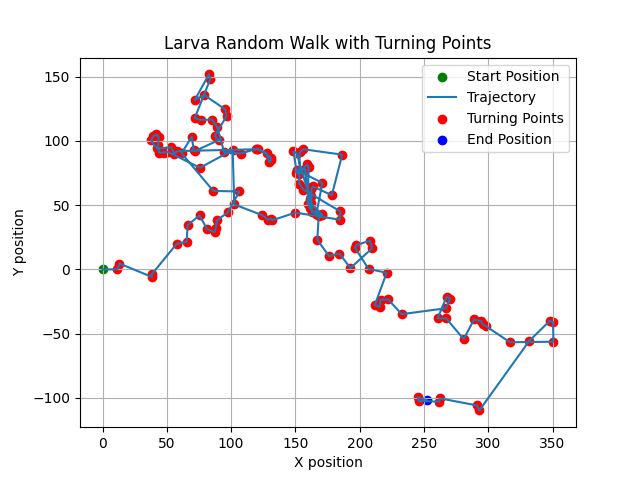 Larva Random Walk with Turning Points
Start Position
Trajectory
Turning Points
End Position
Y position
150
100
50
0
−50
−100
0 50 100 150 200 250 300 350
X position